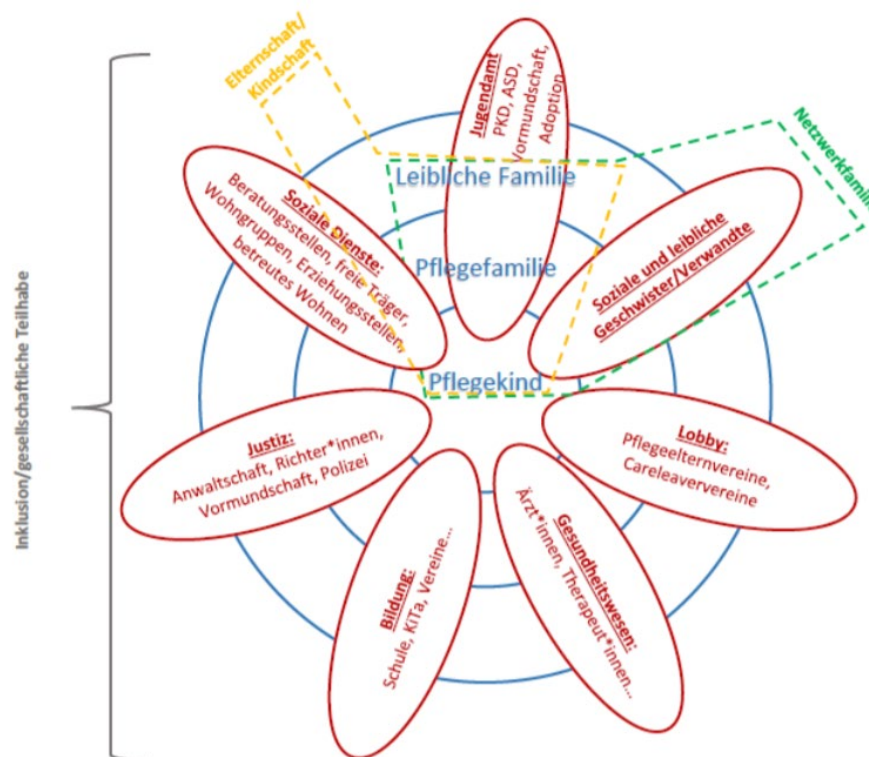 Elternschaft/
Kindschaft
Jugendamt
PKD, ASD,
Vormundschaft,
Adoption
Netzwerkfamilie
Leibliche Familie
Pflegefamilie
Pflegekind
Soziale Dienste:
Beratungsstellen, freie Träger,
Wohngruppen, Erziehungsstellen,
betreutes Wohnen
Soziale und leibliche
Geschwister/Verwandte
Inklusion/gesellschaftliche Teilhabe
Justiz:
Anwaltschaft, Richter*innen,
Vormundschaft, Polizei
Lobby:
Pflegeelternvereine,
Careleaververeine
Bildung:
Schule, KiTa, Vereine...
Gesundheitswesen:
Ärzt*innen, Therapeut*innen...